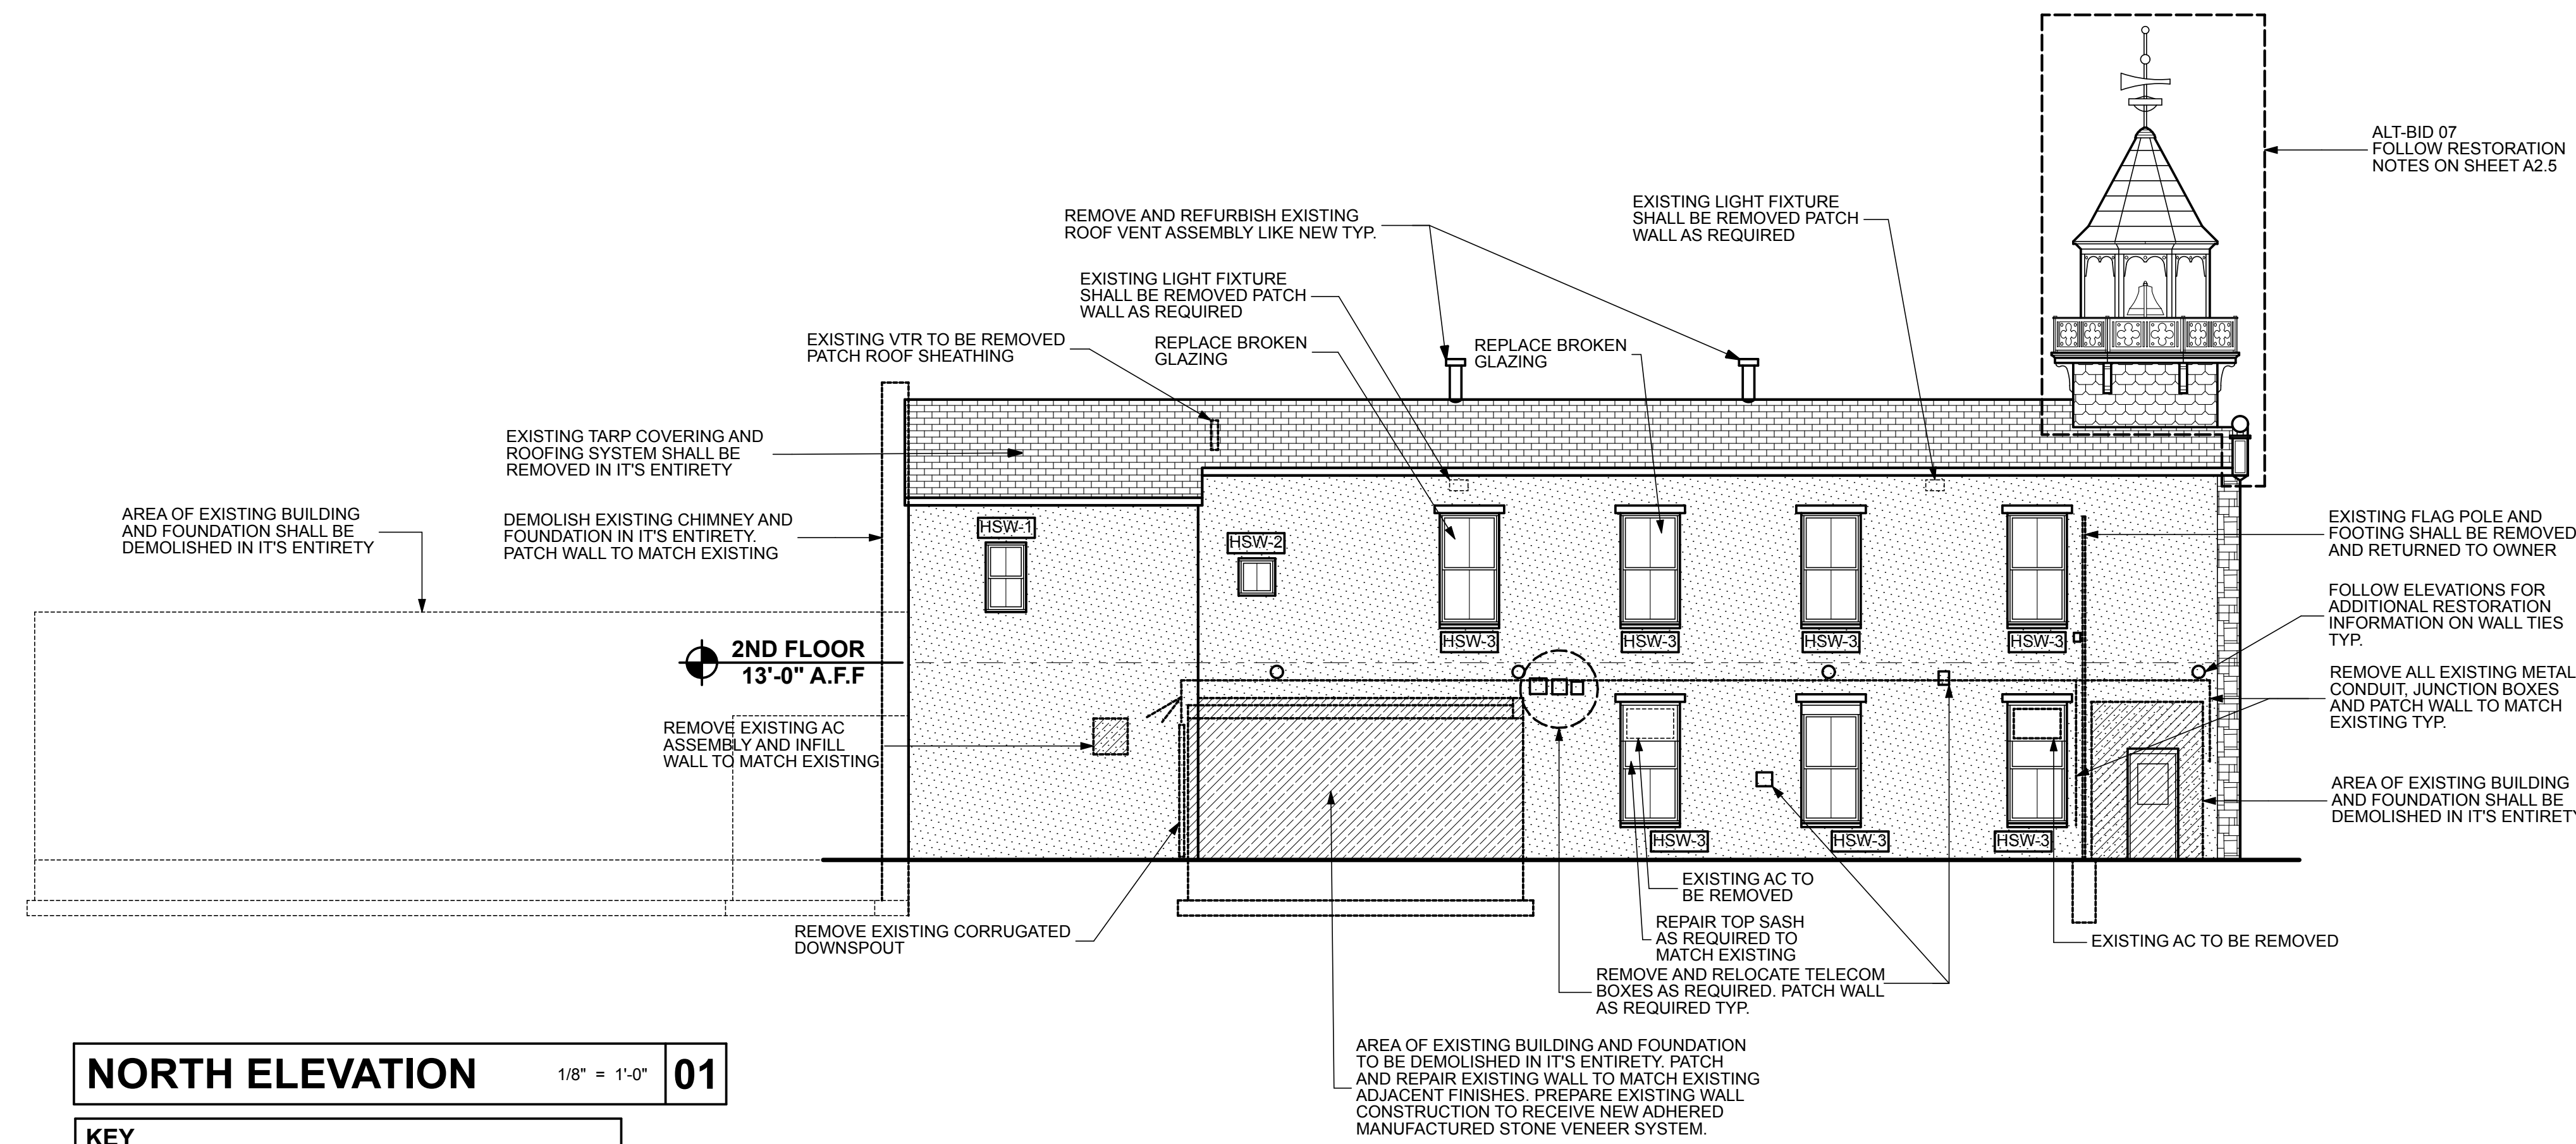 ALT-BID 07
FOLLOW RESTORATION
NOTES ON SHEET A2.5
REMOVE AND REFURBISH EXISTING
ROOF VENT ASSEMBLY LIKE NEW TYP.
EXISTING LIGHT FIXTURE
SHALL BE REMOVED PATCH
WALL AS REQUIRED
EXISTING LIGHT FIXTURE
SHALL BE REMOVED PATCH
WALL AS REQUIRED
EXISTING VTR TO BE REMOVED
PATCH ROOF SHEATHING
REPLACE BROKEN
GLAZING
REPLACE BROKEN
GLAZING
EXISTING TARP COVERING AND
ROOFING SYSTEM SHALL BE
REMOVED IN IT'S ENTIRETY
AREA OF EXISTING BUILDING
AND FOUNDATION SHALL BE
DEMOLISHED IN IT'S ENTIRETY
DEMOLISH EXISTING CHIMNEY AND
FOUNDATION IN IT'S ENTIRETY.
PATCH WALL TO MATCH EXISTING
HSW-1
HSW-2
HSW-3
HSW-3
HSW-3
HSW-3
EXISTING FLAG POLE AND
FOOTING SHALL BE REMOVED
AND RETURNED TO OWNER
FOLLOW ELEVATIONS FOR
ADDITIONAL RESTORATION
INFORMATION ON WALL TIES
TYP.
2ND FLOOR
13'-0" A.F.F
REMOVE ALL EXISTING METAL
CONDUIT, JUNCTION BOXES
AND PATCH WALL TO MATCH
EXISTING TYP.
REMOVE EXISTING AC
ASSEMBLY AND INFILL
WALL TO MATCH EXISTING
AREA OF EXISTING BUILDING
AND FOUNDATION SHALL BE
DEMOLISHED IN IT'S ENTIRETY
HSW-3
HSW-3
HSW-3
EXISTING AC TO
BE REMOVED
REPAIR TOP SASH
AS REQUIRED TO
MATCH EXISTING
REMOVE EXISTING CORRUGATED
DOWNSPOUT
EXISTING AC TO BE REMOVED
REMOVE AND RELOCATE TELECOM
BOXES AS REQUIRED. PATCH WALL
AS REQUIRED TYP.
AREA OF EXISTING BUILDING AND FOUNDATION
TO BE DEMOLISHED IN IT'S ENTIRETY. PATCH
AND REPAIR EXISTING WALL TO MATCH EXISTING
ADJACENT FINISHES. PREPARE EXISTING WALL
CONSTRUCTION TO RECEIVE NEW ADHERED
MANUFACTURED STONE VENEER SYSTEM.
NORTH ELEVATION 1/8" = 1'-0" 01
KEY